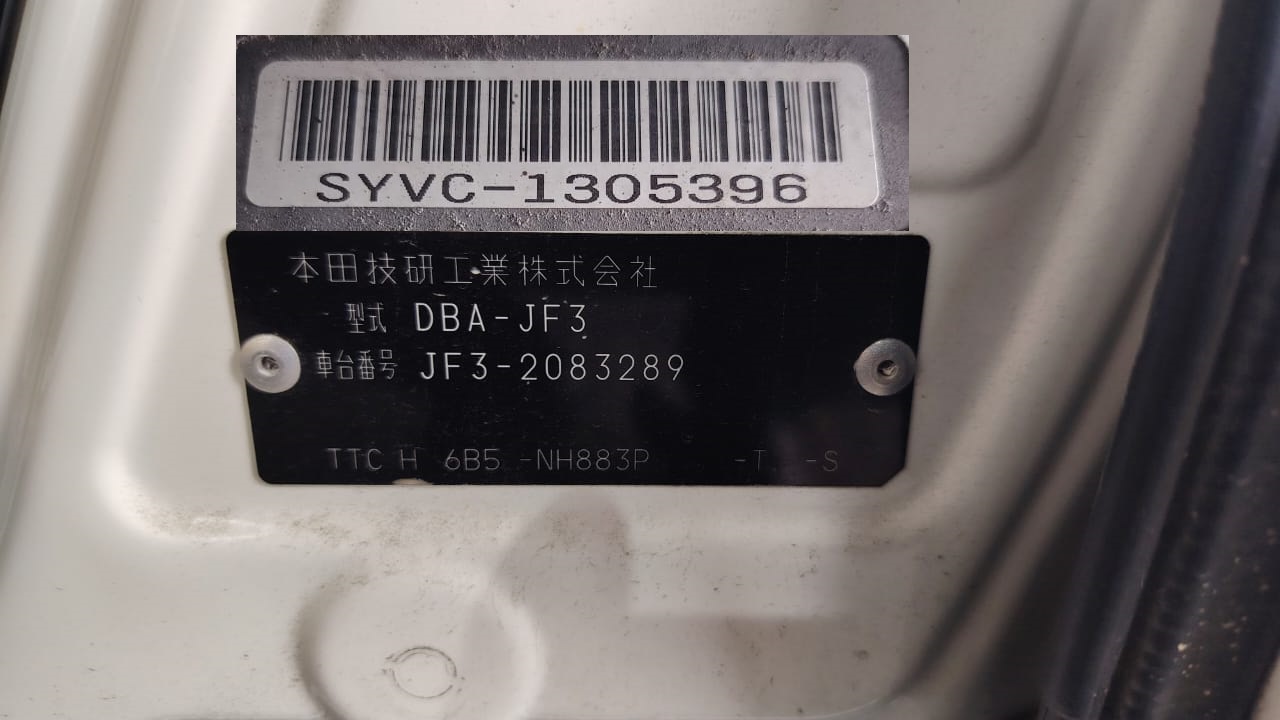 SYVC-1305396
本田技研工業株式会社
型式 DBA-JF3
車台番号 JF3-2083289
TTC H 6B5 -NH883P -T -S